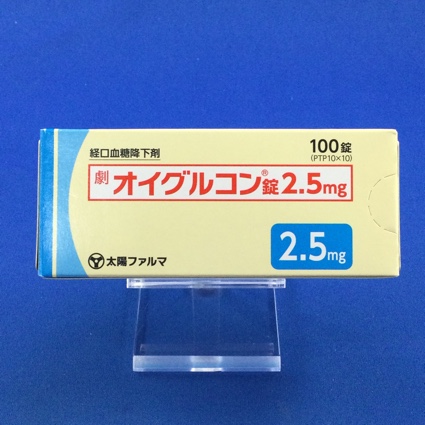 経口血糖降下剤
100錠
(PTP10×10)
劇 オイグルコン®錠2.5mg
2.5mg
太陽ファルマ